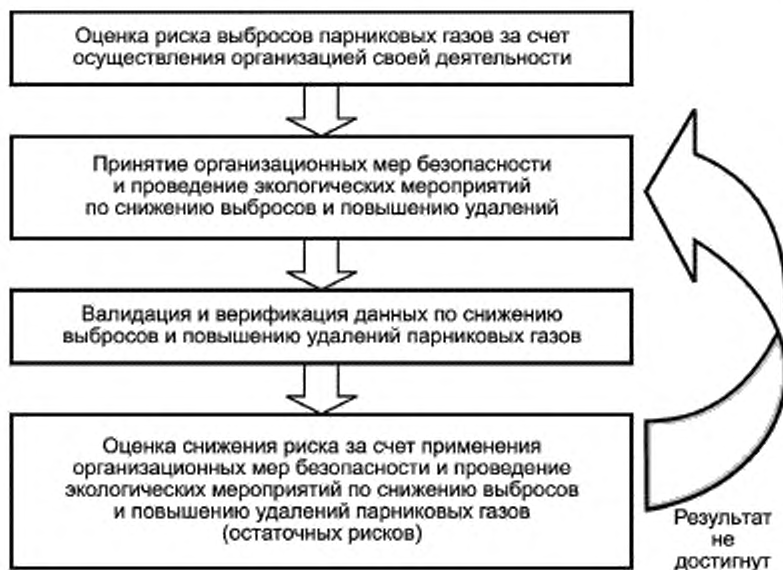 Оценка риска выбросов парниковых газов за счет
осуществления организацией своей деятельности
Принятие организационных мер безопасности
и проведение экологических мероприятий
по снижению выбросов и повышению удалений
Валидация и верификация данных по снижению
выбросов и повышению удалений парниковых газов
Оценка снижения риска за счет применения
организационных мер безопасности и проведение
экологических мероприятий по снижению выбросов
и повышению удалений парниковых газов
(остаточных рисков)
Результат
не
достигнут